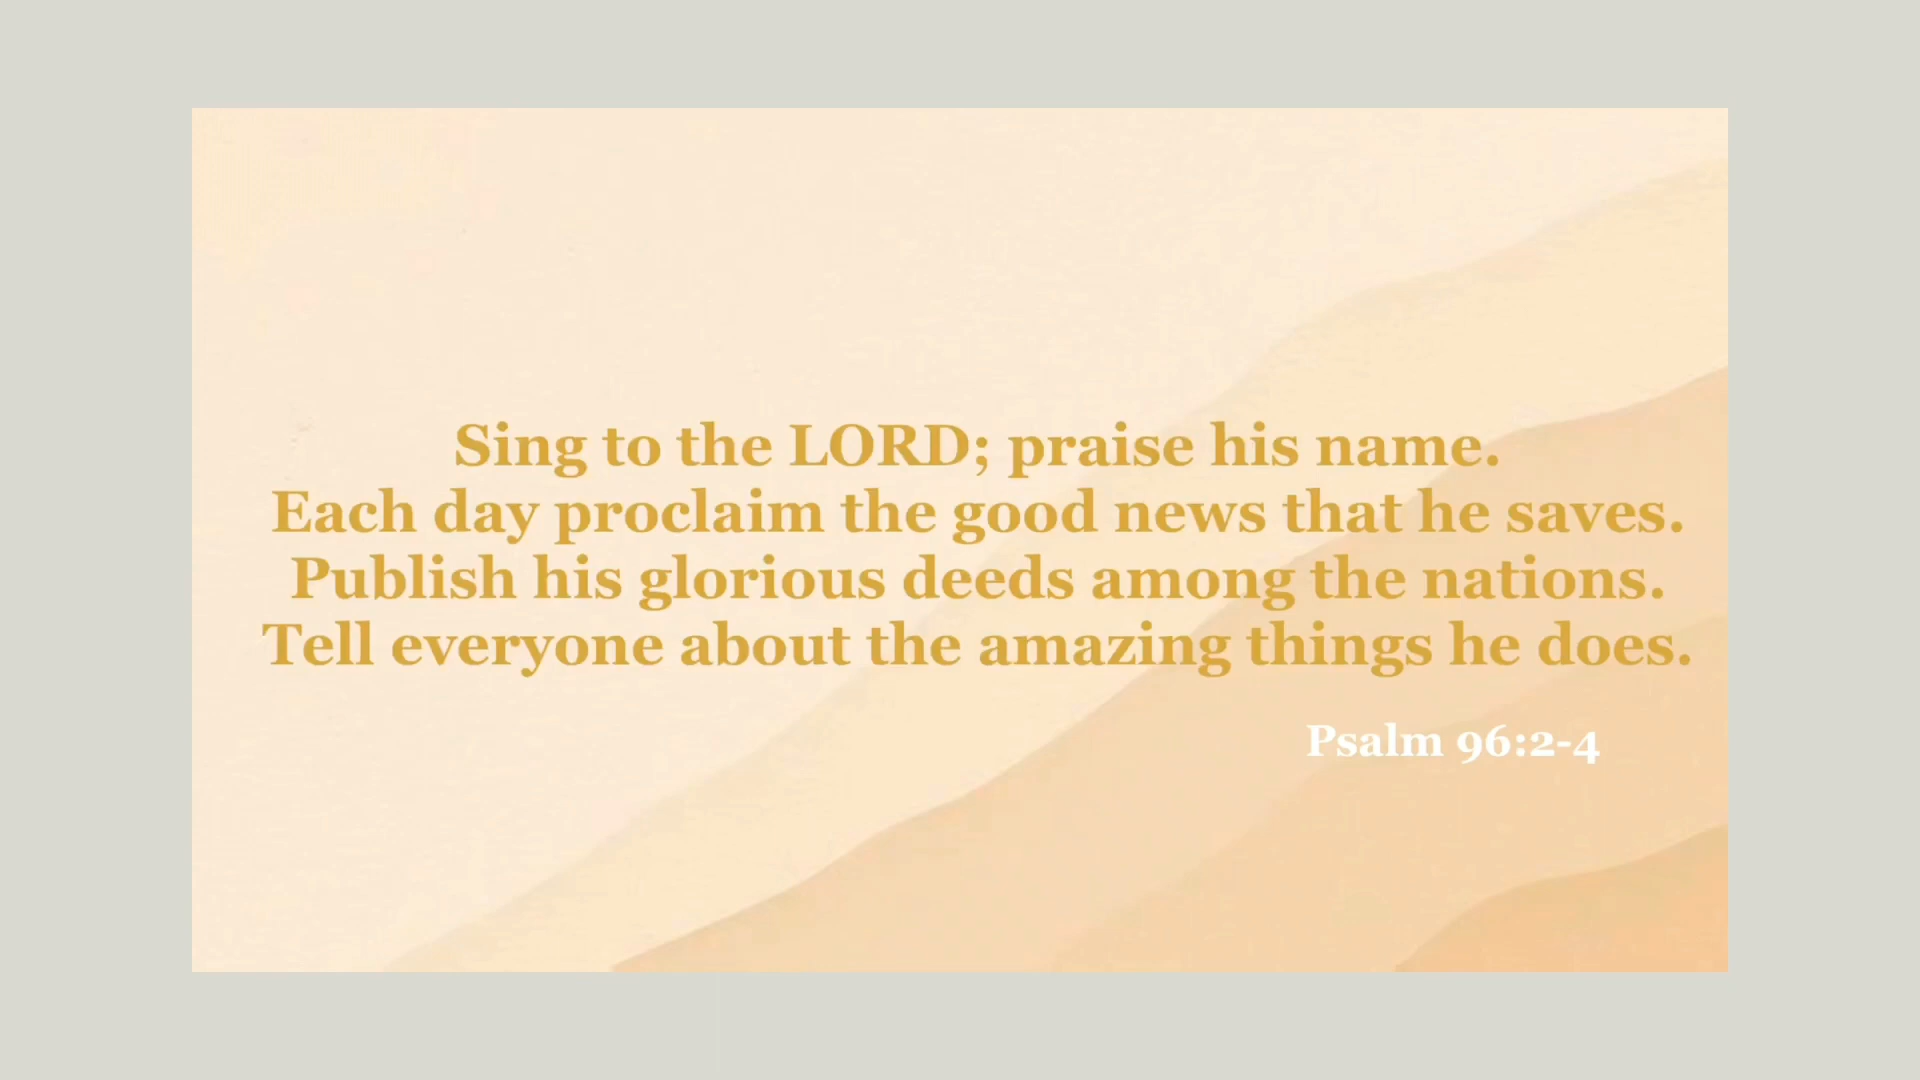 Sing to the LORD; praise his name.
Each day proclaim the good news that he saves.
Publish his glorious deeds among the nations.
Tell everyone about the amazing things he does.
Psalm 96:2-4